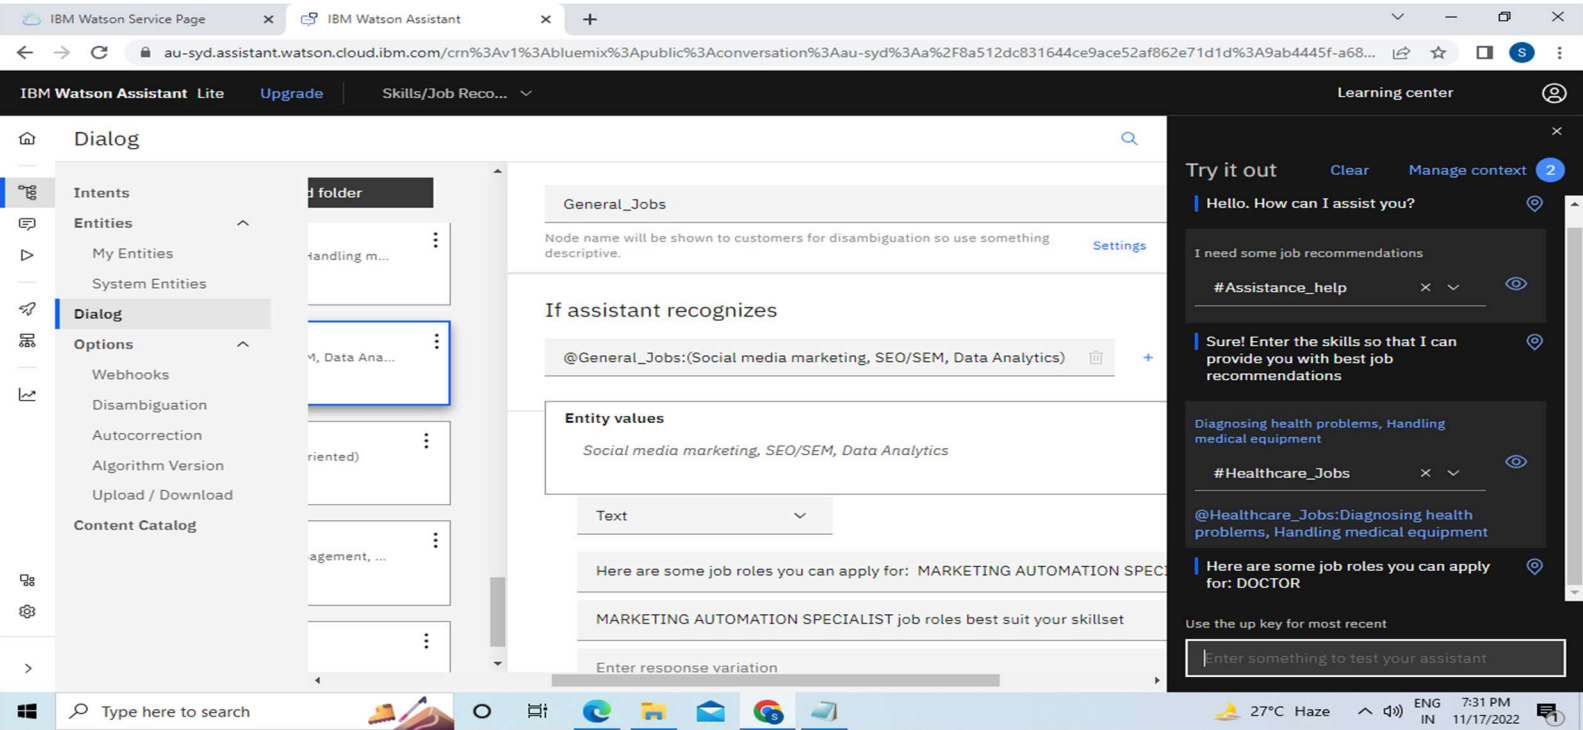 IBM Watson Service Page
IBM Watson Assistant
au-syd.assistant.watson.cloud.ibm.com/crn%3Av1%3Abluemix%3Apublic%3Aconversation%3Aau-syd%3Aa%2F8a512dc831644ce9ace52af862e71d1d%3A9ab4445f-a68...
S
IBM Watson Assistant Lite
Upgrade
Skills/Job Reco...
Learning center
Dialog
Intents
Entities
My Entities
System Entities
Dialog
Options
Webhooks
Disambiguation
Autocorrection
Algorithm Version
Upload / Download
Content Catalog
d folder
Handling m...
M, Data Ana...
riented)
agement, ...
General_Jobs
Node name will be shown to customers for disambiguation so use something
descriptive.
Settings
If assistant recognizes
@General_Jobs:(Social media marketing, SEO/SEM, Data Analytics)
Entity values
Social media marketing, SEO/SEM, Data Analytics
Text
Here are some job roles you can apply for: MARKETING AUTOMATION SPECI
MARKETING AUTOMATION SPECIALIST job roles best suit your skillset
Enter response variation
Try it out
Clear
Manage context 2
Hello. How can I assist you?
I need some job recommendations
#Assistance_help
Sure! Enter the skills so that I can
provide you with best job
recommendations
Diagnosing health problems, Handling
medical equipment
#Healthcare_Jobs
@Healthcare_Jobs:Diagnosing health
problems, Handling medical equipment
Here are some job roles you can apply
for: DOCTOR
Use the up key for most recent
Enter something to test your assistant
Type here to search
27°C Haze
ENG
IN
7:31 PM
11/17/2022
1